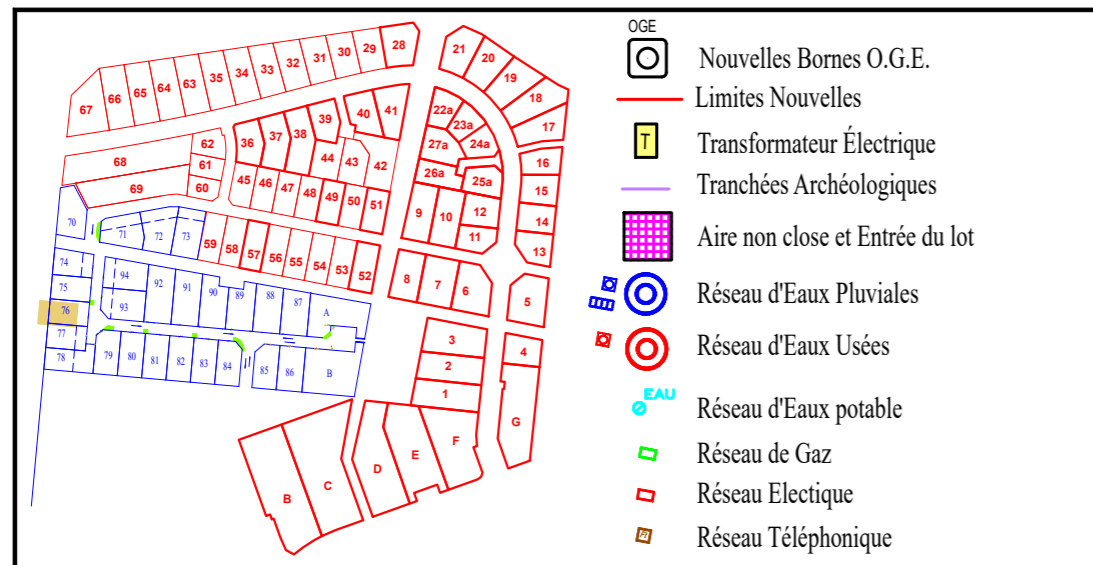 67 66 65 64 63 35 34 33 32 31 30 29 28
21 20 19 18 17
36 37 38 39 40 41
22a 23a 24a 27a 26a 25a
62 61 60
68
69
44 43 42
45 46 47 48 49 50 51
16 15 14 13
9 10 12 11
70 71 72 73
59 58 57 56 55 54 53 52
8 7 6 5
74 75 76 77 78
94 93 92 91 90 89 88 87 A
79 80 81 82 83 84 85 86 B
3 2 1
4 G
B C D E F
OGE
Nouvelles Bornes O.G.E.
Limites Nouvelles
T
Transformateur Électrique
Tranchées Archéologiques
Aire non close et Entrée du lot
Réseau d'Eaux Pluviales
Réseau d'Eaux Usées
EAU
Réseau d'Eaux potable
Réseau de Gaz
Réseau Electique
Réseau Téléphonique